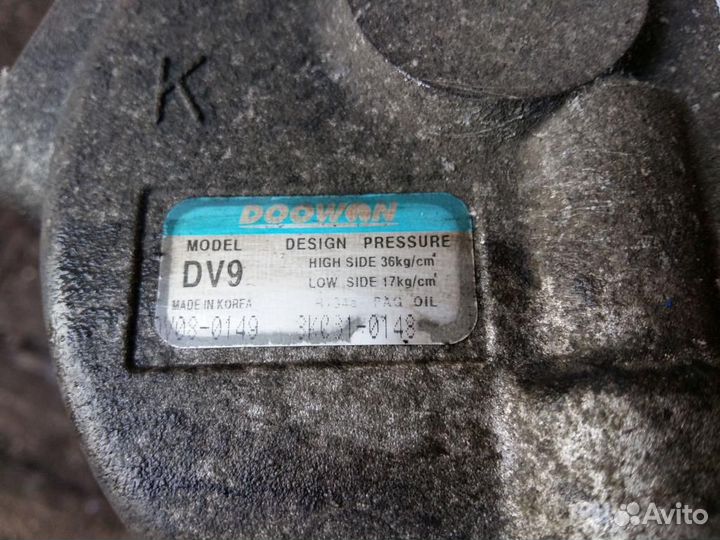 K
DOOWON
MODEL DESIGN PRESSURE
DV9 HIGH SIDE 36kg/cm²
LOW SIDE 17kg/cm²
MADE IN KOREA R134a PAG OIL
Avito